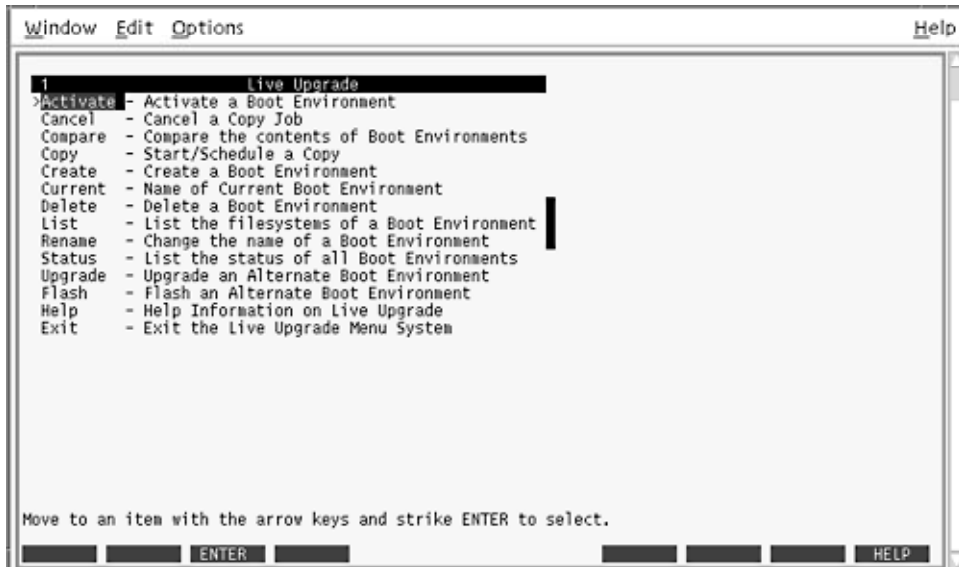 Window Edit Options Help
1 Live Upgrade
>Activate - Activate a Boot Environment
Cancel - Cancel a Copy Job
Compare - Compare the contents of Boot Environments
Copy - Start/Schedule a Copy
Create - Create a Boot Environment
Current - Name of Current Boot Environment
Delete - Delete a Boot Environment
List - List the filesystems of a Boot Environment
Rename - Change the name of a Boot Environment
Status - List the status of all Boot Environments
Upgrade - Upgrade an Alternate Boot Environment
Flash - Flash an Alternate Boot Environment
Help - Help Information on Live Upgrade
Exit - Exit the Live Upgrade Menu System
Move to an item with the arrow keys and strike ENTER to select.
ENTER HELP